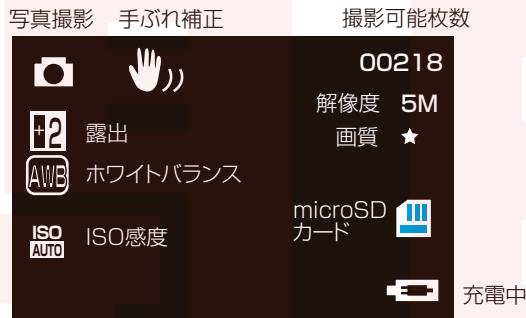 写真撮影 手ぶれ補正 撮影可能枚数
00218
解像度 5M
+2 露出 画質
AWB ホワイトバランス
microSD
カード
ISO
AUTO ISO感度
充電中